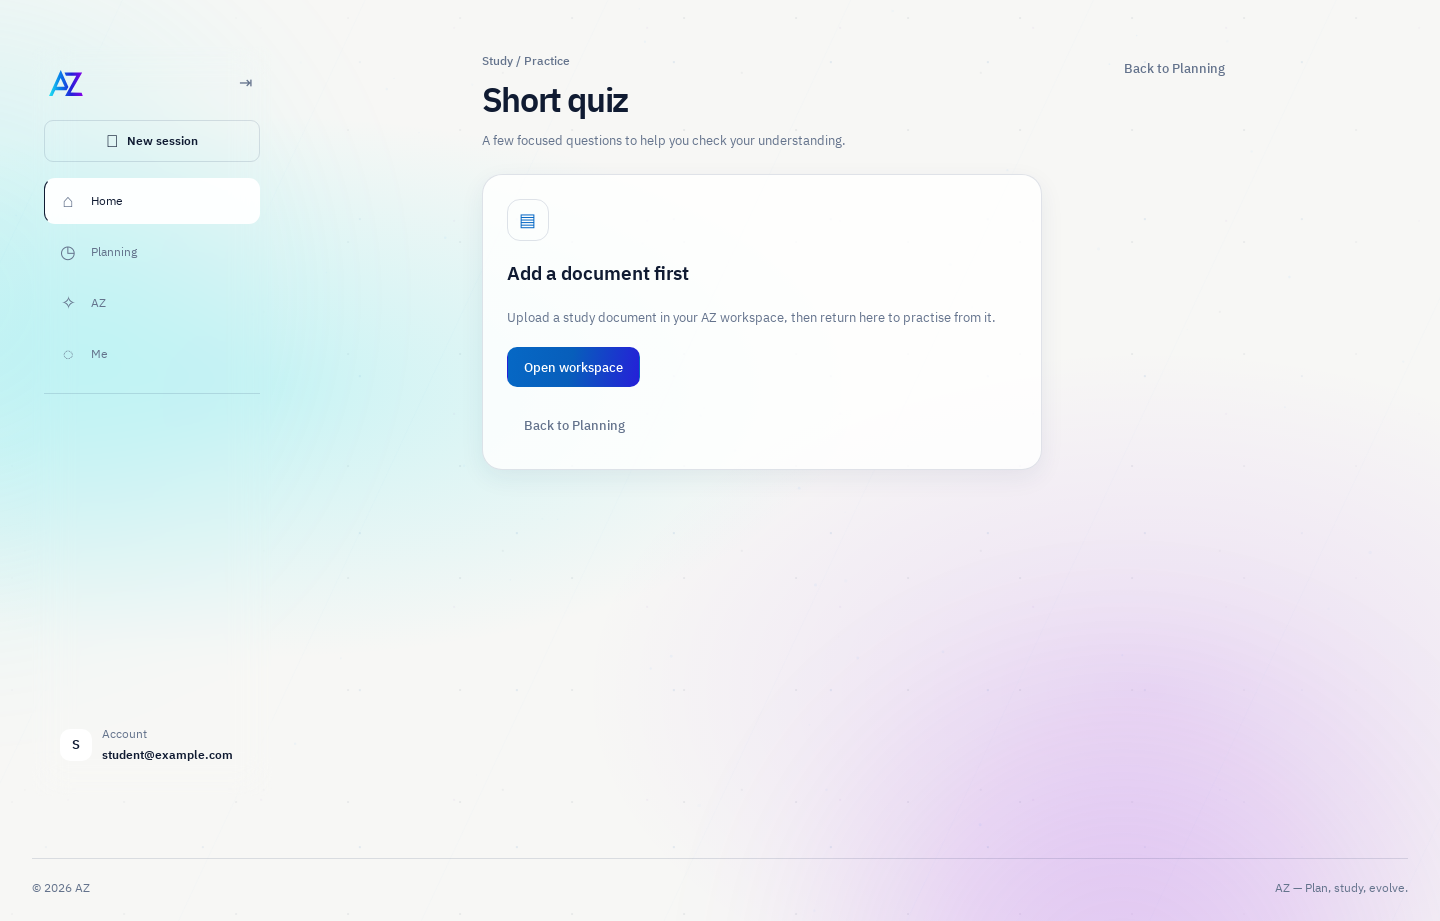 AZ
New session
Home
Planning
AZ
Me
Account
S
student@example.com
Study / Practice
Short quiz
A few focused questions to help you check your understanding.
Back to Planning
Add a document first
Upload a study document in your AZ workspace, then return here to practise from it.
Open workspace
Back to Planning
© 2026 AZ
AZ — Plan, study, evolve.